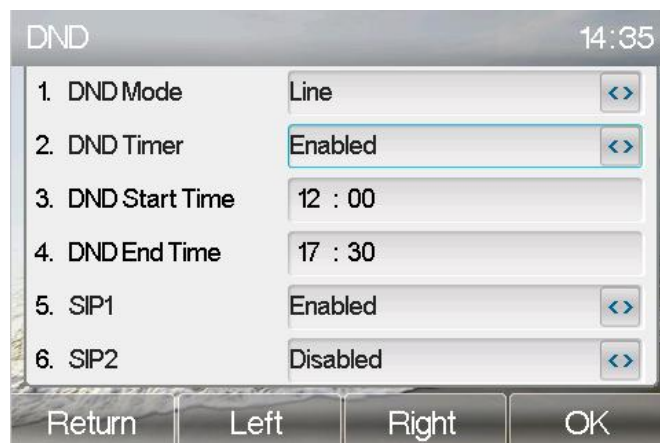 DND 14:35
1. DND Mode Line
2. DND Timer Enabled
3. DND Start Time 12 : 00
4. DND End Time 17 : 30
5. SIP1 Enabled
6. SIP2 Disabled
Return Left Right OK